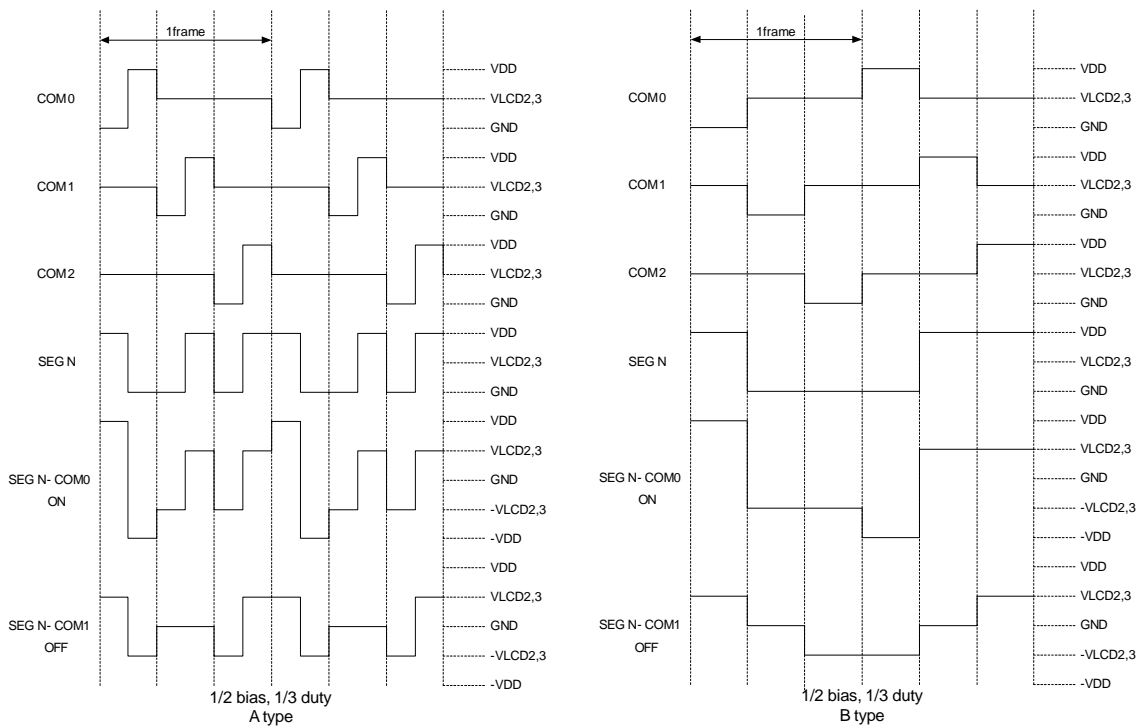 1frame
COM0
VDD
VLCD2,3
GND
COM1
VDD
VLCD2,3
GND
COM2
VDD
VLCD2,3
GND
SEG N
VDD
VLCD2,3
GND
SEG N- COM0
ON
VDD
VLCD2,3
GND
-VLCD2,3
-VDD
SEG N- COM1
OFF
VDD
VLCD2,3
GND
-VLCD2,3
-VDD
1/2 bias, 1/3 duty
A type
1frame
COM0
VDD
VLCD2,3
GND
COM1
VDD
VLCD2,3
GND
COM2
VDD
VLCD2,3
GND
SEG N
VDD
VLCD2,3
GND
SEG N- COM0
ON
VDD
VLCD2,3
GND
-VLCD2,3
-VDD
SEG N- COM1
OFF
VDD
VLCD2,3
GND
-VLCD2,3
-VDD
1/2 bias, 1/3 duty
B type